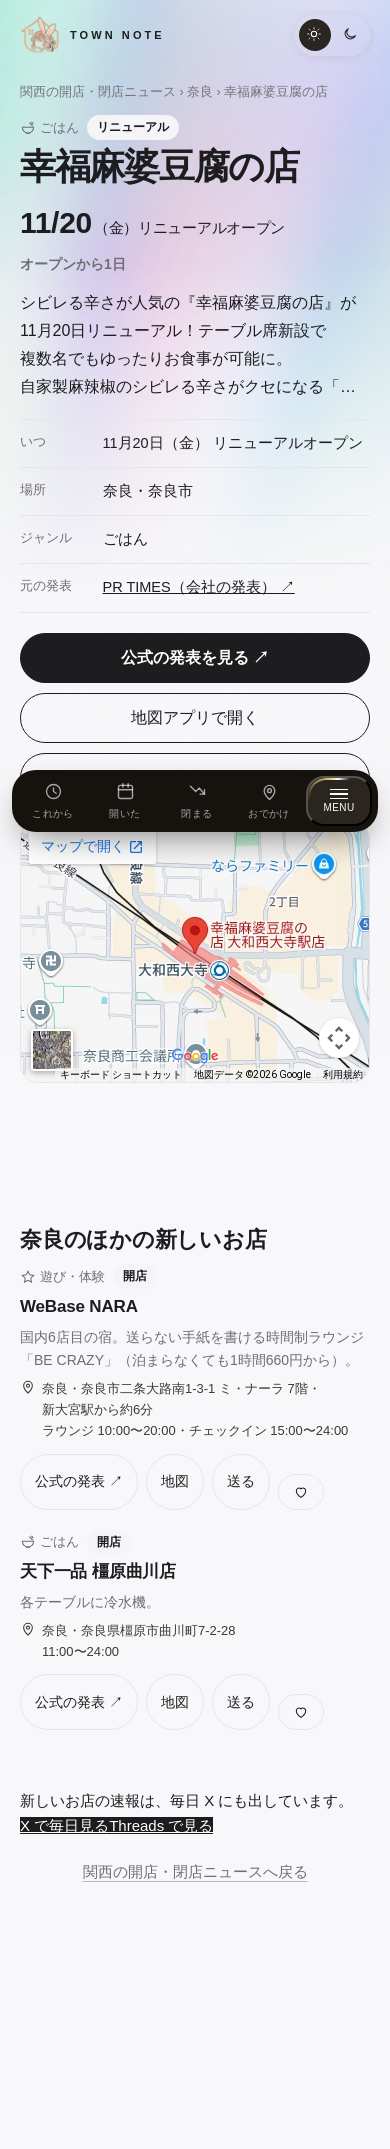 TOWN NOTE
関西の開店・閉店ニュース › 奈良 › 幸福麻婆豆腐の店
ごはん リニューアル
幸福麻婆豆腐の店
11/20（金）リニューアルオープン
オープンから1日
シビレる辛さが人気の『幸福麻婆豆腐の店』が
11月20日リニューアル！テーブル席新設で
複数名でもゆったりお食事が可能に。
自家製麻辣椒のシビレる辛さがクセになる「…
いつ 11月20日（金） リニューアルオープン
場所 奈良・奈良市
ジャンル ごはん
元の発表 PR TIMES（会社の発表） ↗
公式の発表を見る ↗
地図アプリで開く
これから 開いた 閉まる おでかけ MENU
マップで開く
良線
良線
ならファミリー
2丁目
幸福麻婆豆腐の
店 大和西大寺駅店
寺
大和西大寺
奈良商工会議所
Google
キーボード ショートカット 地図データ ©2026 Google 利用規約
奈良のほかの新しいお店
遊び・体験 開店
WeBase NARA
国内6店目の宿。送らない手紙を書ける時間制ラウンジ
「BE CRAZY」（泊まらなくても1時間660円から）。
奈良・奈良市二条大路南1-3-1 ミ・ナーラ 7階・
新大宮駅から約6分
ラウンジ 10:00〜20:00・チェックイン 15:00〜24:00
公式の発表 ↗ 地図 送る
ごはん 開店
天下一品 橿原曲川店
各テーブルに冷水機。
奈良・奈良県橿原市曲川町7-2-28
11:00〜24:00
公式の発表 ↗ 地図 送る
新しいお店の速報は、毎日 X にも出しています。
X で毎日見るThreads で見る
関西の開店・閉店ニュースへ戻る